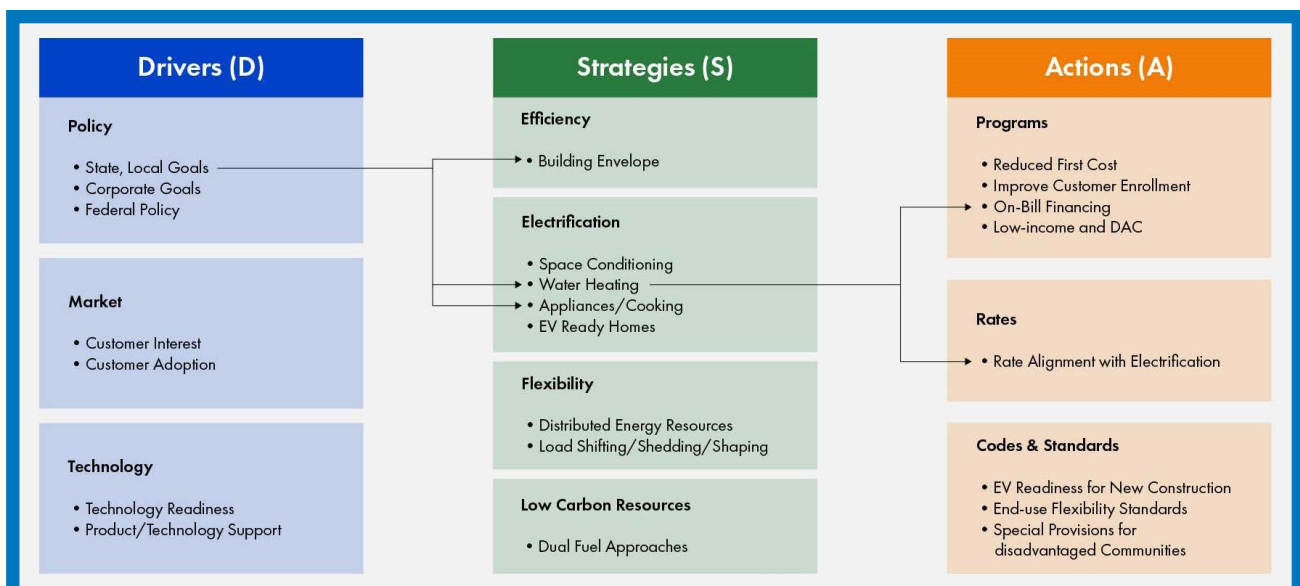 Drivers (D)
Policy
• State, Local Goals
• Corporate Goals
• Federal Policy
Market
• Customer Interest
• Customer Adoption
Technology
• Technology Readiness
• Product/Technology Support
Strategies (S)
Efficiency
• Building Envelope
Electrification
• Space Conditioning
• Water Heating
• Appliances/Cooking
• EV Ready Homes
Flexibility
• Distributed Energy Resources
• Load Shifting/Shedding/Shaping
Low Carbon Resources
• Dual Fuel Approaches
Actions (A)
Programs
• Reduced First Cost
• Improve Customer Enrollment
• On-Bill Financing
• Low-income and DAC
Rates
• Rate Alignment with Electrification
Codes & Standards
• EV Readiness for New Construction
• End-use Flexibility Standards
• Special Provisions for
disadvantaged Communities